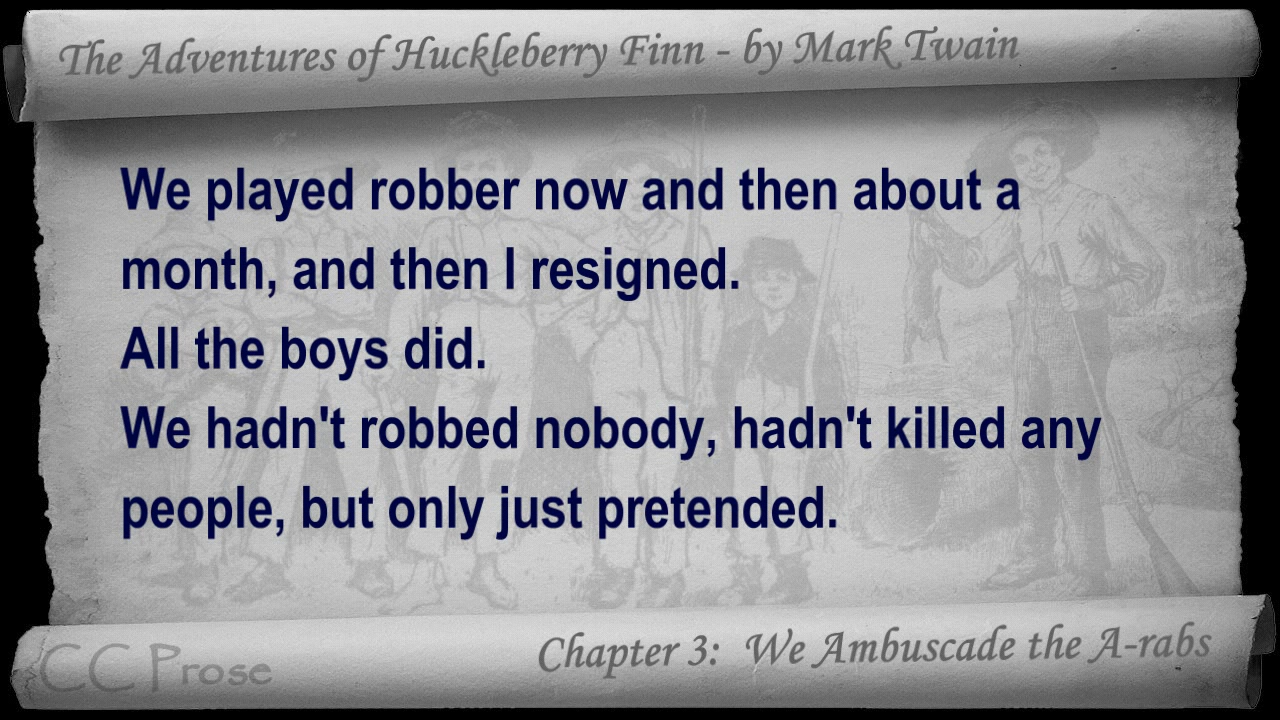 The Adventures of Huckleberry Finn - by Mark Twain
We played robber now and then about a
month, and then I resigned.
All the boys did.
We hadn't robbed nobody, hadn't killed any
people, but only just pretended.
Chapter 3: We Ambuscade the A-rabs
CC Prose